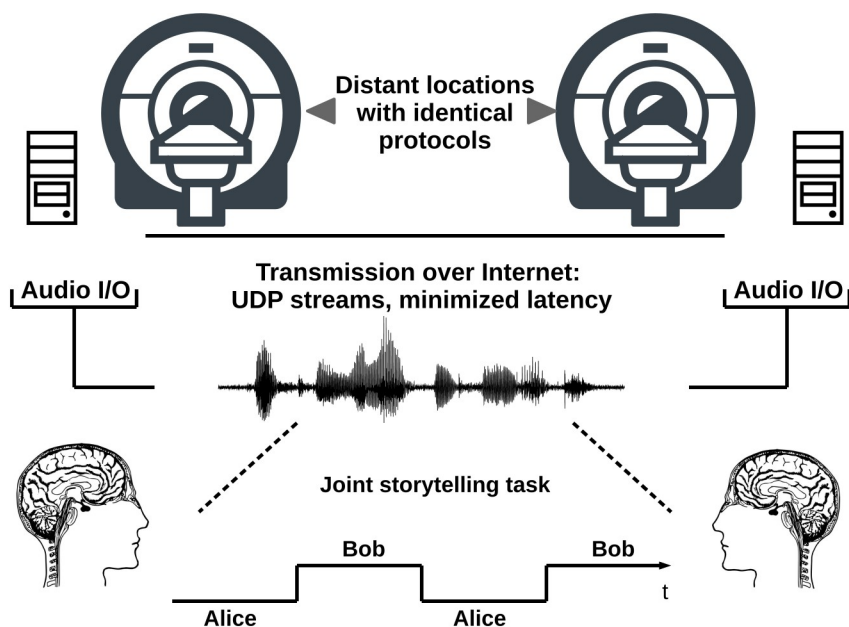 Distant locations
with identical
protocols
Transmission over Internet:
UDP streams, minimized latency
Audio I/O
Audio I/O
Joint storytelling task
Bob
Bob
t
Alice
Alice